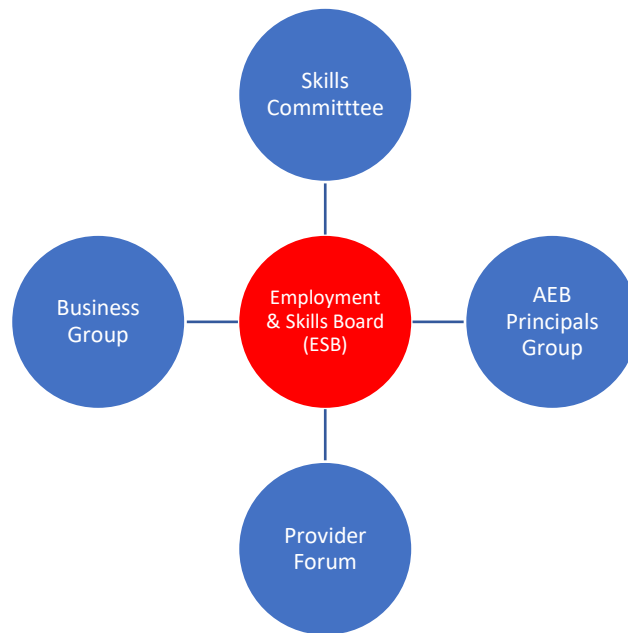 Skills
Committtee
Business
Group
Employment
& Skills Board
(ESB)
AEB
Principals
Group
Provider
Forum